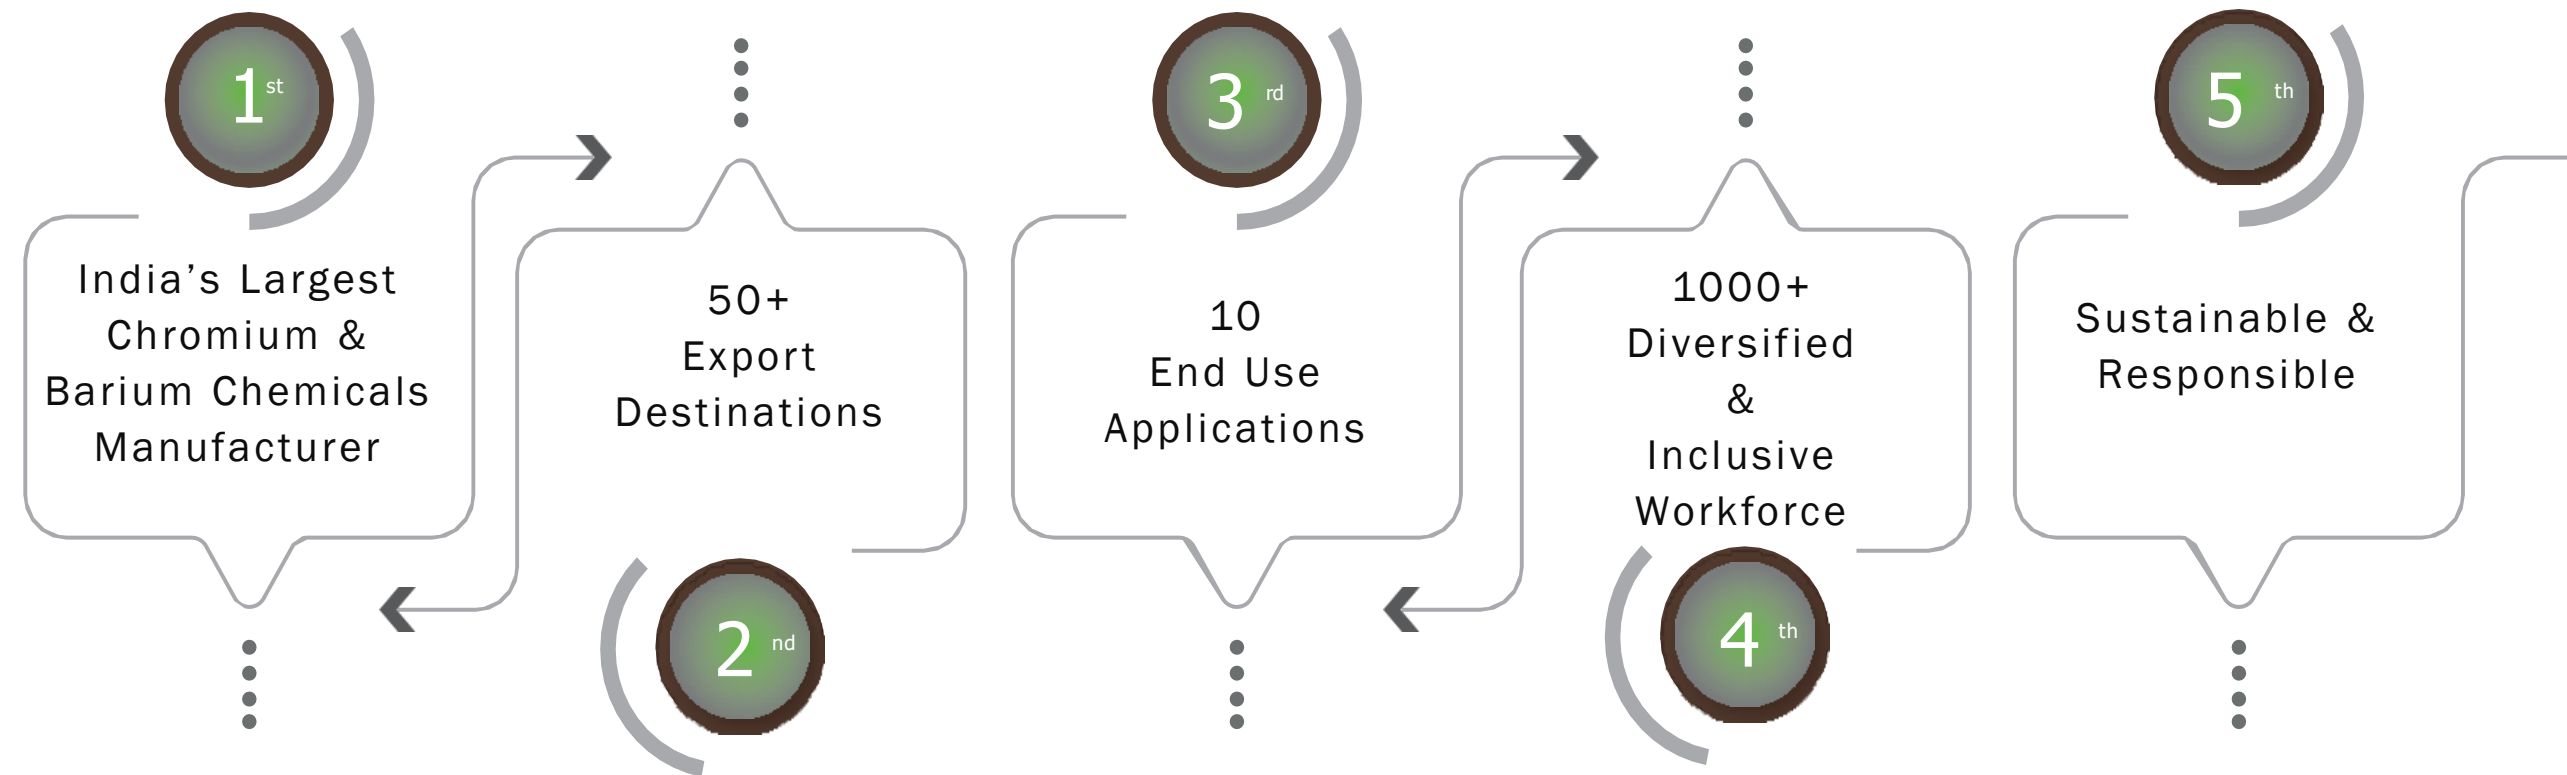 1st
India’s Largest
Chromium &
Barium Chemicals
Manufacturer
50+
Export
Destinations
2nd
3rd
10
End Use
Applications
1000+
Diversified
&
Inclusive
Workforce
4th
5th
Sustainable &
Responsible